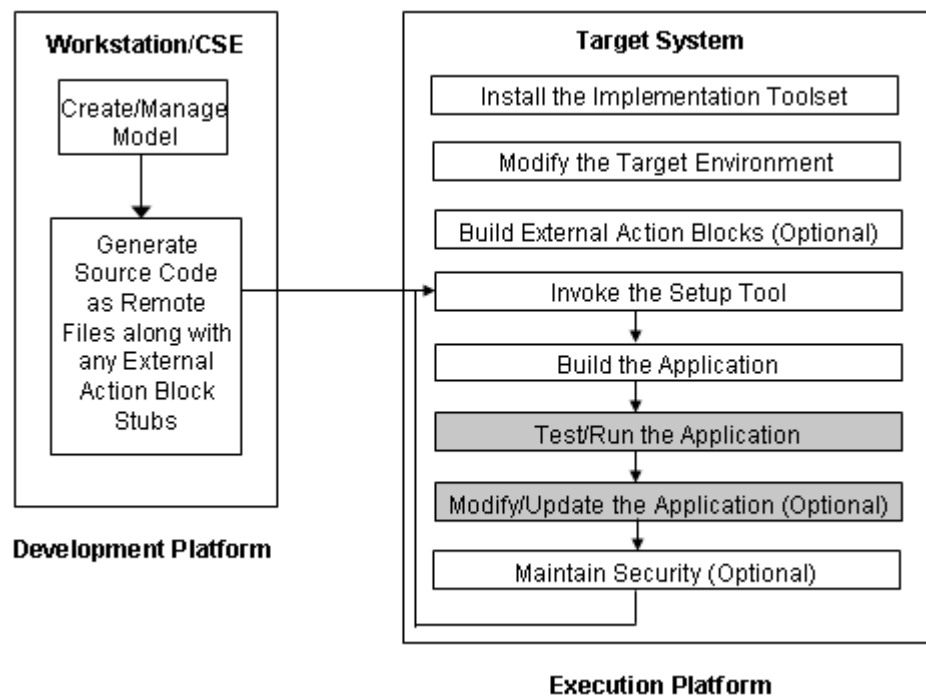 Workstation/CSE
Create/Manage
Model
Generate
Source Code
as Remote
Files along with
any External
Action Block
Stubs
Development Platform
Target System
Install the Implementation Toolset
Modify the Target Environment
Build External Action Blocks (Optional)
Invoke the Setup Tool
Build the Application
Test/Run the Application
Modify/Update the Application (Optional)
Maintain Security (Optional)
Execution Platform